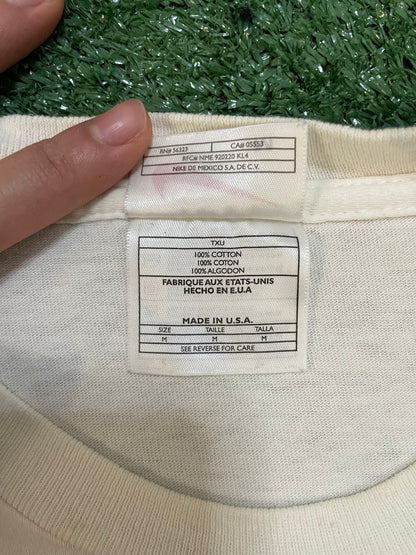 RN# 56323 CA# 05553
RFC# NME 920220 KL4
NIKE DE MEXICO S.A. DE C.V.
TXU
100% COTTON
100% COTON
100% ALGODON
FABRIQUE AUX ETATS-UNIS
HECHO EN E.U.A
MADE IN U.S.A.
SIZE TAILLE TALLA
M M M
SEE REVERSE FOR CARE